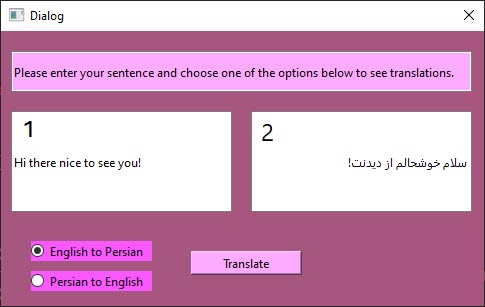 Dialog
Please enter your sentence and choose one of the options below to see translations.
1
Hi there nice to see you!
2
سلام خوشحالم از دیدنت!
English to Persian
Persian to English
Translate